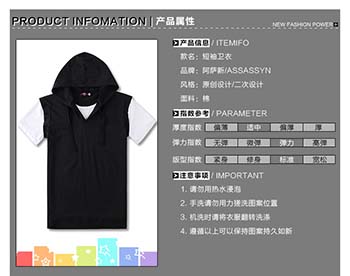 PRODUCT INFOMATION | 产品属性
NEW FASHION POWER
产品信息 / ITEMIFO
款名：短袖卫衣
品牌：阿萨新/ASSASSYN
风格：原创设计/二次设计
面料：棉
指数参考 / PARAMETER
厚度指数 偏薄 适中 偏薄 厚
弹力指数 无弹 微弹 弹力 高弹
版型指数 紧身 修身 标准 宽松
注意事项 / IMPORTANT
1. 请勿用热水浸泡
2. 手洗请勿用力搓洗图案位置
3. 机洗时请将衣服翻转洗涤
4. 遵循以上可以保持图案持久如新